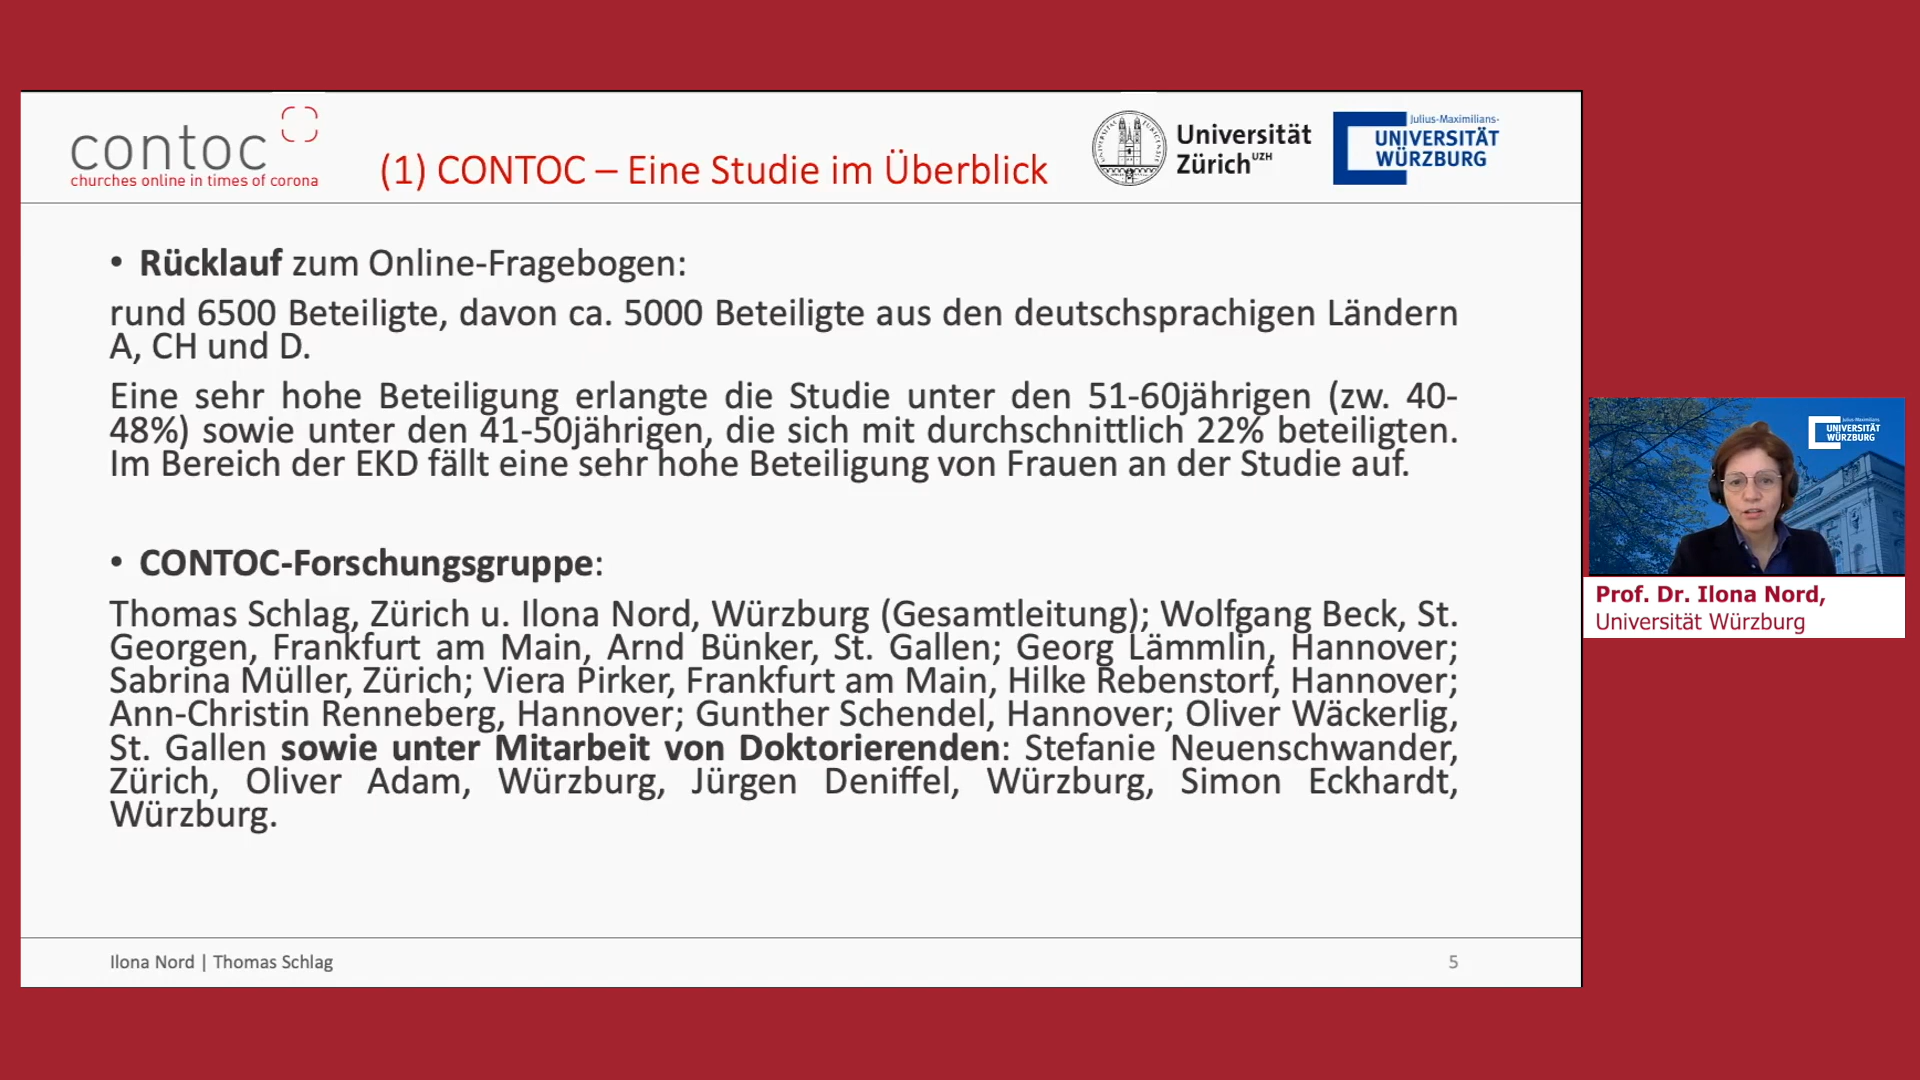 contoc
churches online in times of corona
(1) CONTOC – Eine Studie im Überblick
Universität
Zürich UZH
Julius-Maximilians-
UNIVERSITÄT
WÜRZBURG
• Rücklauf zum Online-Fragebogen:
rund 6500 Beteiligte, davon ca. 5000 Beteiligte aus den deutschsprachigen Ländern
A, CH und D.
Eine sehr hohe Beteiligung erlangte die Studie unter den 51-60jährigen (zw. 40-
48%) sowie unter den 41-50jährigen, die sich mit durchschnittlich 22% beteiligten.
Im Bereich der EKD fällt eine sehr hohe Beteiligung von Frauen an der Studie auf.
• CONTOC-Forschungsgruppe:
Thomas Schlag, Zürich u. Ilona Nord, Würzburg (Gesamtleitung); Wolfgang Beck, St.
Georgen, Frankfurt am Main, Arnd Bünker, St. Gallen; Georg Lämmlin, Hannover;
Sabrina Müller, Zürich; Viera Pirker, Frankfurt am Main, Hilke Rebenstorf, Hannover;
Ann-Christin Renneberg, Hannover; Gunther Schendel, Hannover; Oliver Wäckerlig,
St. Gallen sowie unter Mitarbeit von Doktorierenden: Stefanie Neuenschwander,
Zürich, Oliver Adam, Würzburg, Jürgen Deniffel, Würzburg, Simon Eckhardt,
Würzburg.
Ilona Nord | Thomas Schlag
5
Julius-Maximilians-
UNIVERSITÄT
WÜRZBURG
Prof. Dr. Ilona Nord,
Universität Würzburg